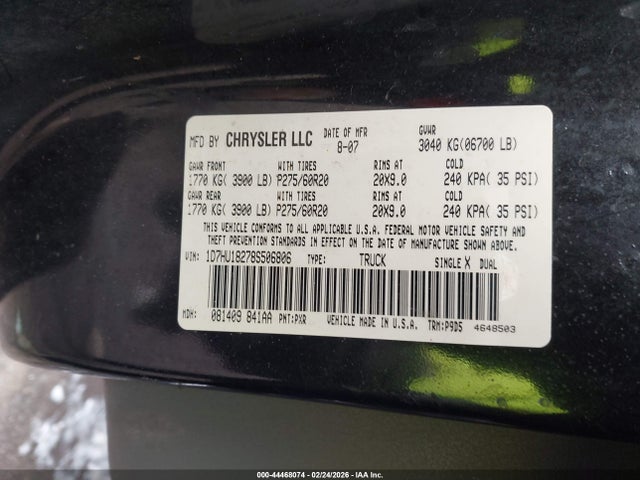 MFD BY CHRYSLER LLC DATE OF MFR 8-07 GVWR 3040 KG(06700 LB)
GAWR FRONT WITH TIRES RIMS AT COLD
1770 KG( 3900 LB) P275/60R20 20X9.0 240 KPA( 35 PSI)
GAWR REAR WITH TIRES RIMS AT COLD
1770 KG( 3900 LB) P275/60R20 20X9.0 240 KPA( 35 PSI)
THIS VEHICLE CONFORMS TO ALL APPLICABLE U.S.A. FEDERAL MOTOR VEHICLE SAFETY AND
THEFT PREVENTION STANDARDS IN EFFECT ON THE DATE OF MANUFACTURE SHOWN ABOVE.
VIN: 1D7HU18278S506806 TYPE: TRUCK SINGLE X DUAL
MDH: 081409 841AA PNT:PXR VEHICLE MADE IN U.S.A. TRM:P9D5 4648503
000-44468074 | 02/24/2026 - IAA Inc.